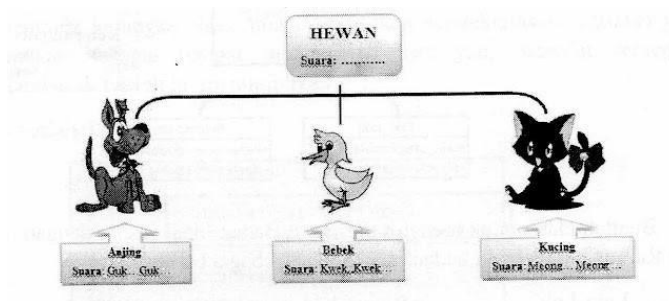 HEWAN
Suara: ...........
Anjing
Suara: Guk… Guk…
Bebek
Suara: Kwek, Kwek…
Kucing
Suara: Meong… Meong…